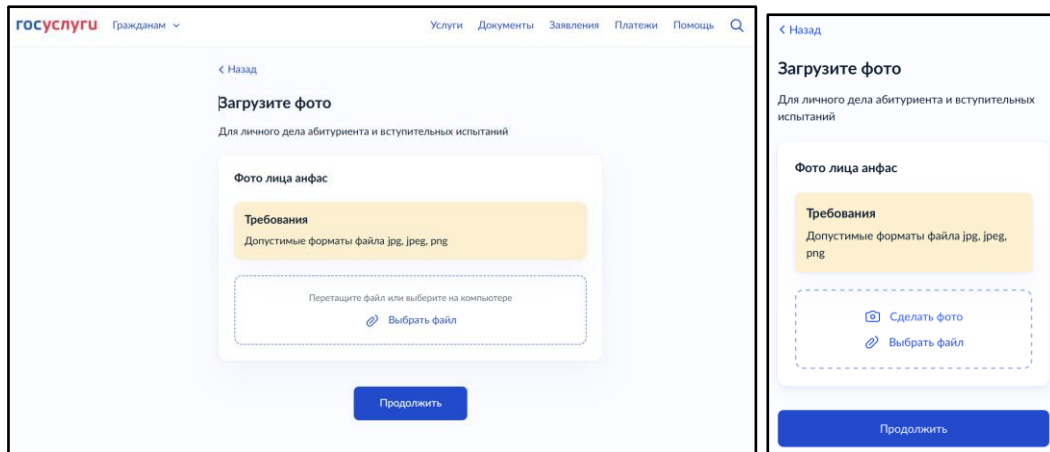 госуслуги Гражданам Услуги Документы Заявления Платежи Помощь
Назад
Загрузите фото
Для личного дела абитуриента и вступительных испытаний
Фото лица анфас
Требования
Допустимые форматы файла jpg, jpeg, png
Перетащите файл или выберите на компьютере
Выбрать файл
Продолжить
Назад
Загрузите фото
Для личного дела абитуриента и вступительных
испытаний
Фото лица анфас
Требования
Допустимые форматы файла jpg, jpeg,
png
Сделать фото
Выбрать файл
Продолжить